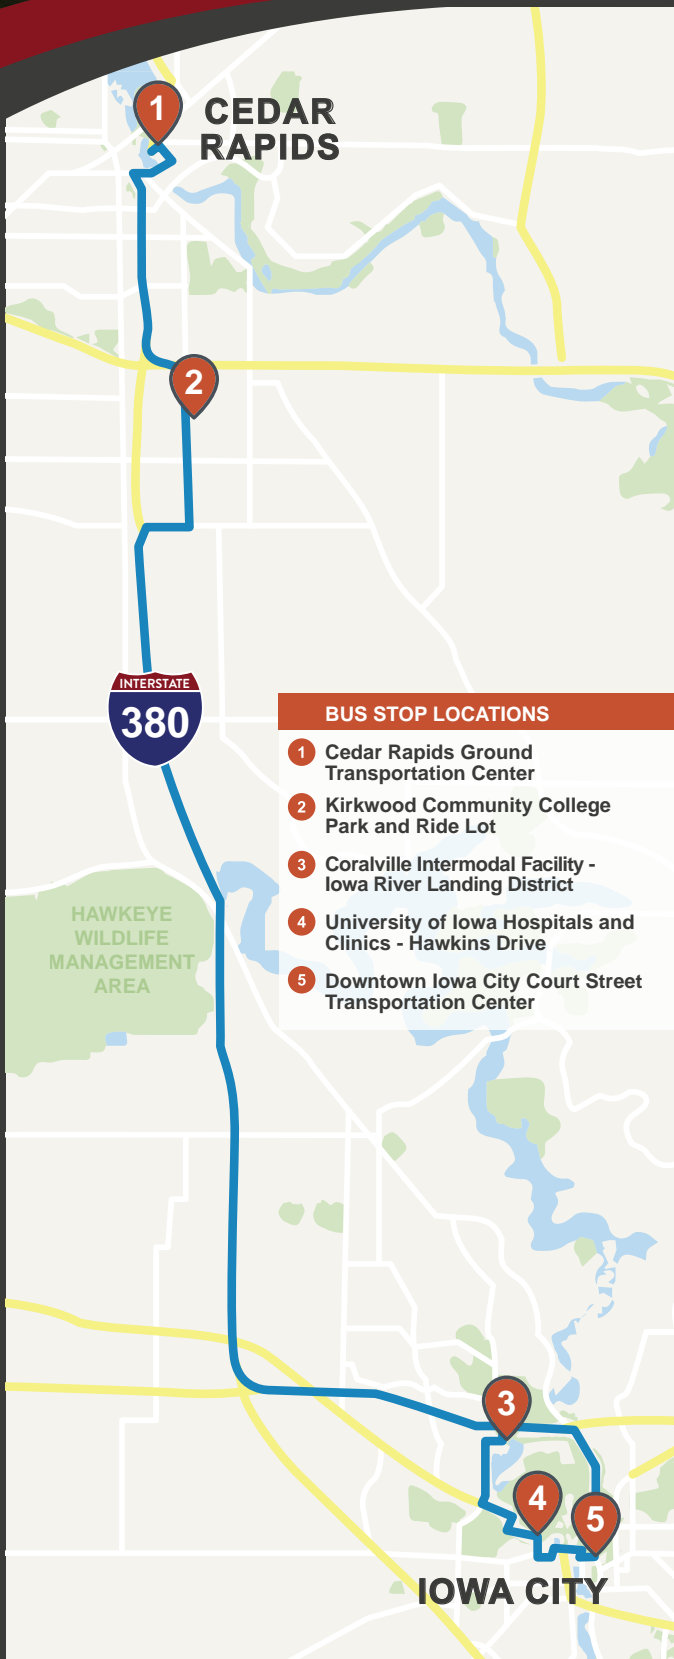 1
CEDAR
RAPIDS
2
INTERSTATE
380
BUS STOP LOCATIONS
1 Cedar Rapids Ground
Transportation Center
2 Kirkwood Community College
Park and Ride Lot
3 Coralville Intermodal Facility -
Iowa River Landing District
4 University of Iowa Hospitals and
Clinics - Hawkins Drive
5 Downtown Iowa City Court Street
Transportation Center
HAWKEYE
WILDLIFE
MANAGEMENT
AREA
3
4
5
IOWA CITY